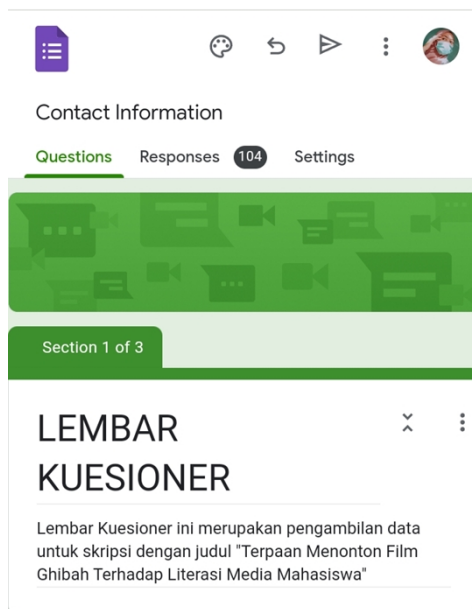 Contact Information
Questions Responses 104 Settings
Section 1 of 3
LEMBAR
KUESIONER
Lembar Kuesioner ini merupakan pengambilan data
untuk skripsi dengan judul "Terpaan Menonton Film
Ghibah Terhadap Literasi Media Mahasiswa"